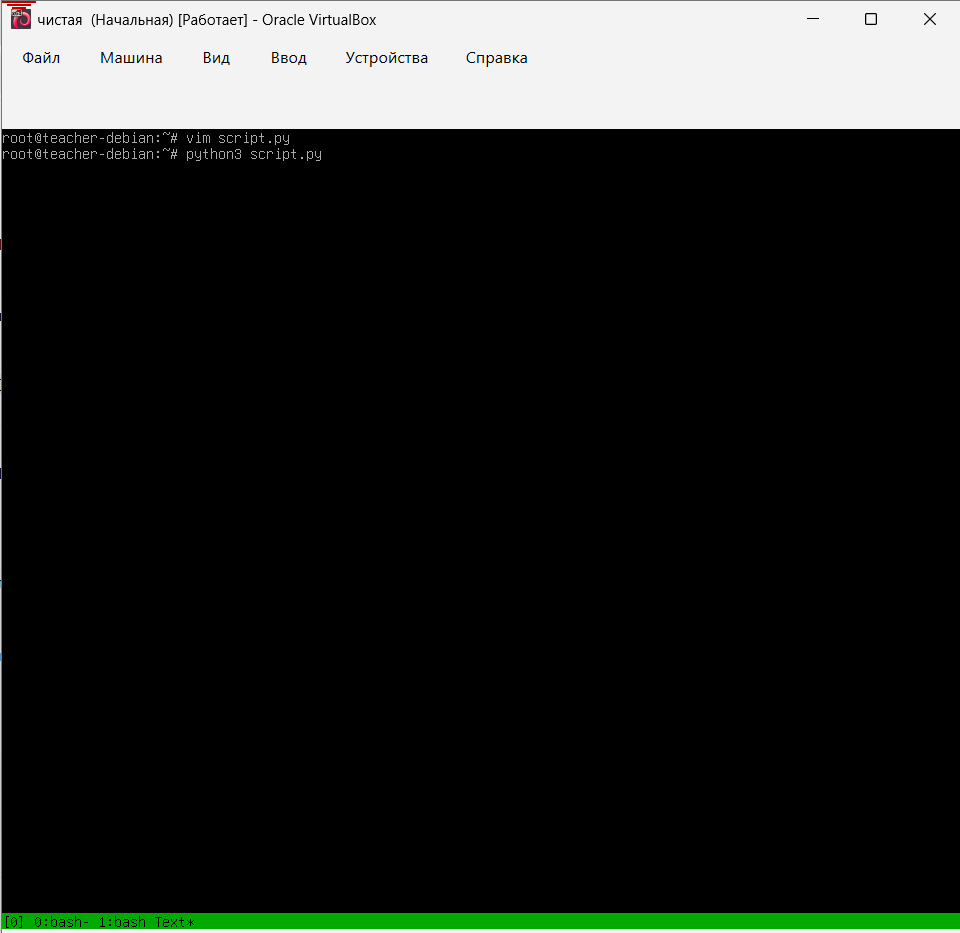 чистая (Начальная) [Работает] - Oracle VirtualBox
Файл Машина Вид Ввод Устройства Справка
root@teacher-debian:~# vim script.py
root@teacher-debian:~# python3 script.py
[0] 0:bash- 1:bash Text*